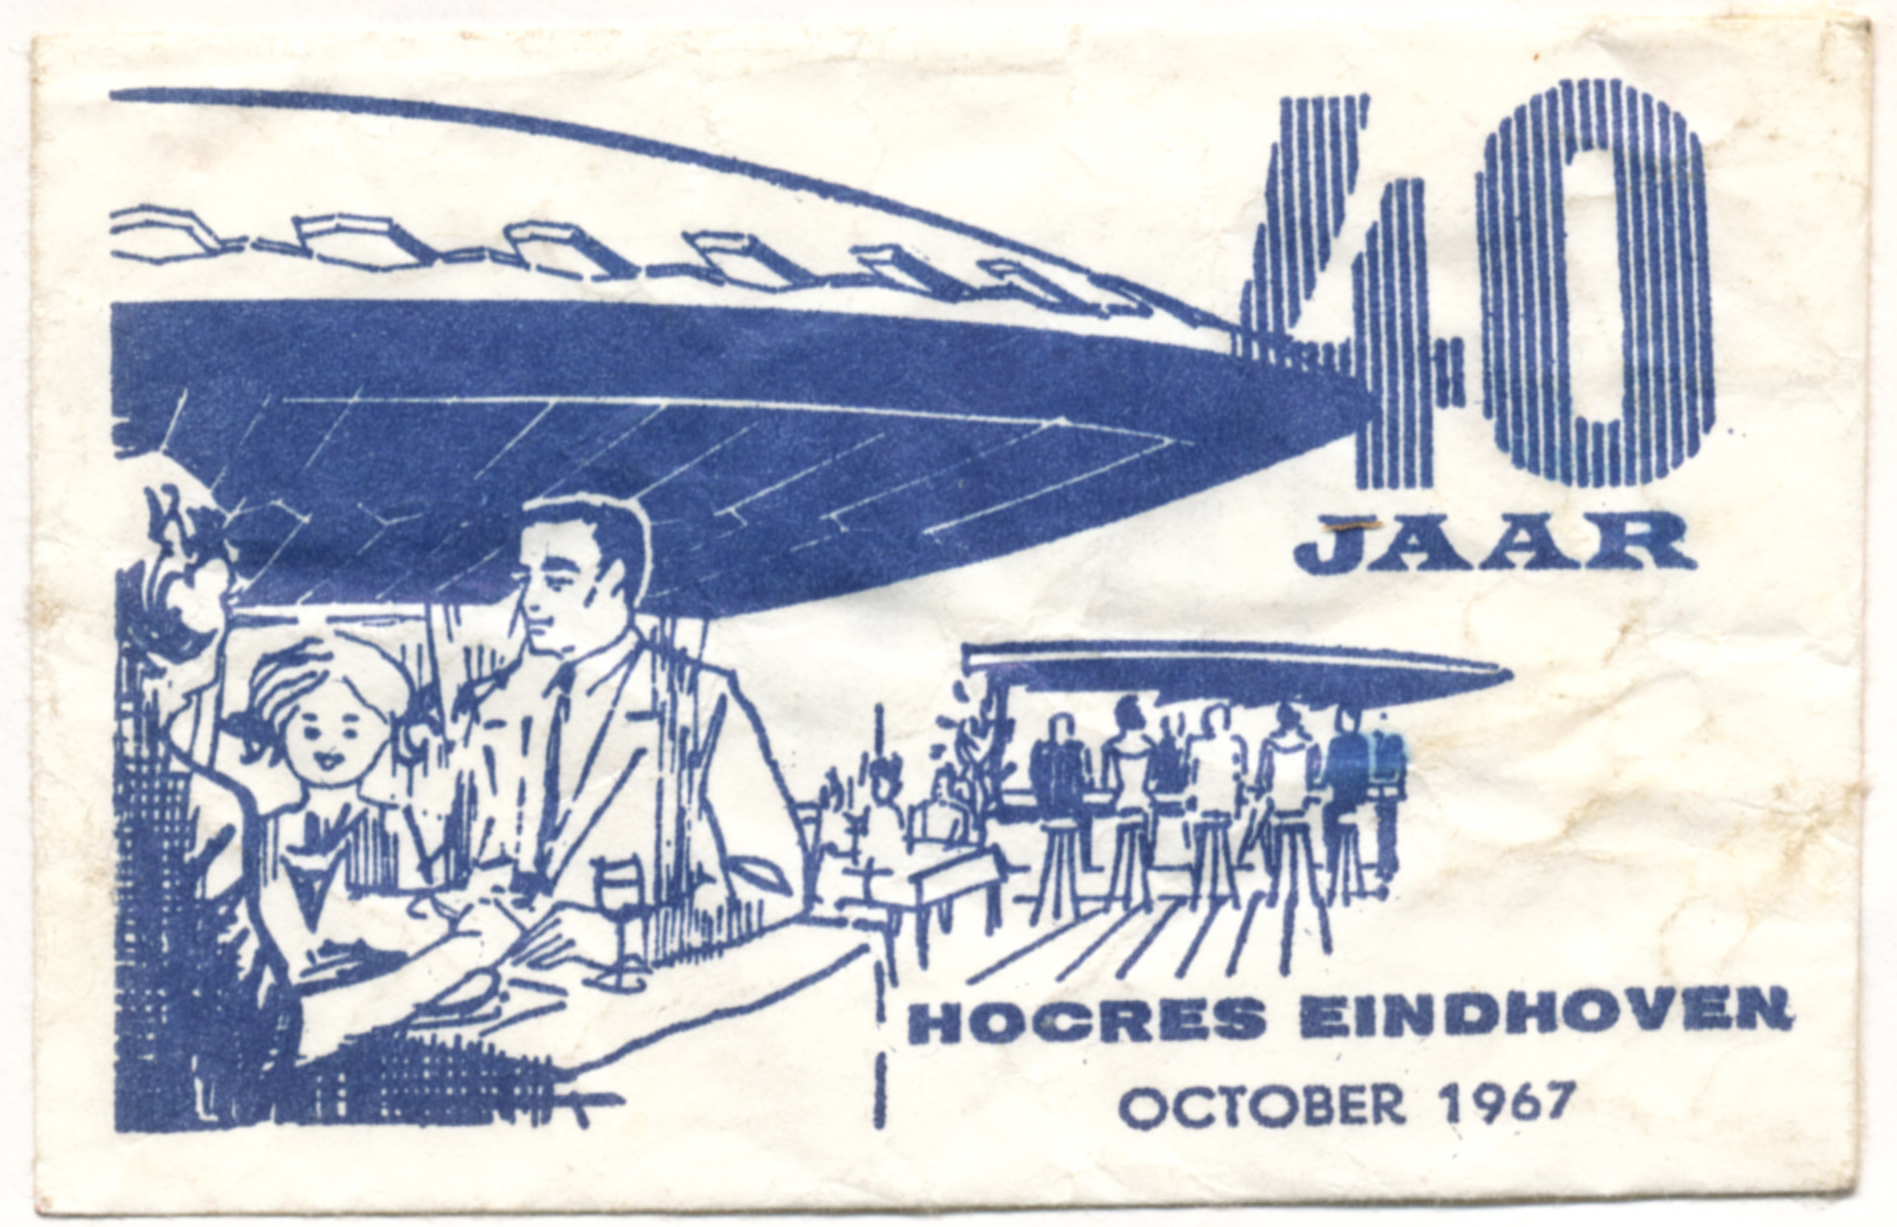 40
JAAR
HOCRES EINDHOVEN
OCTOBER 1967